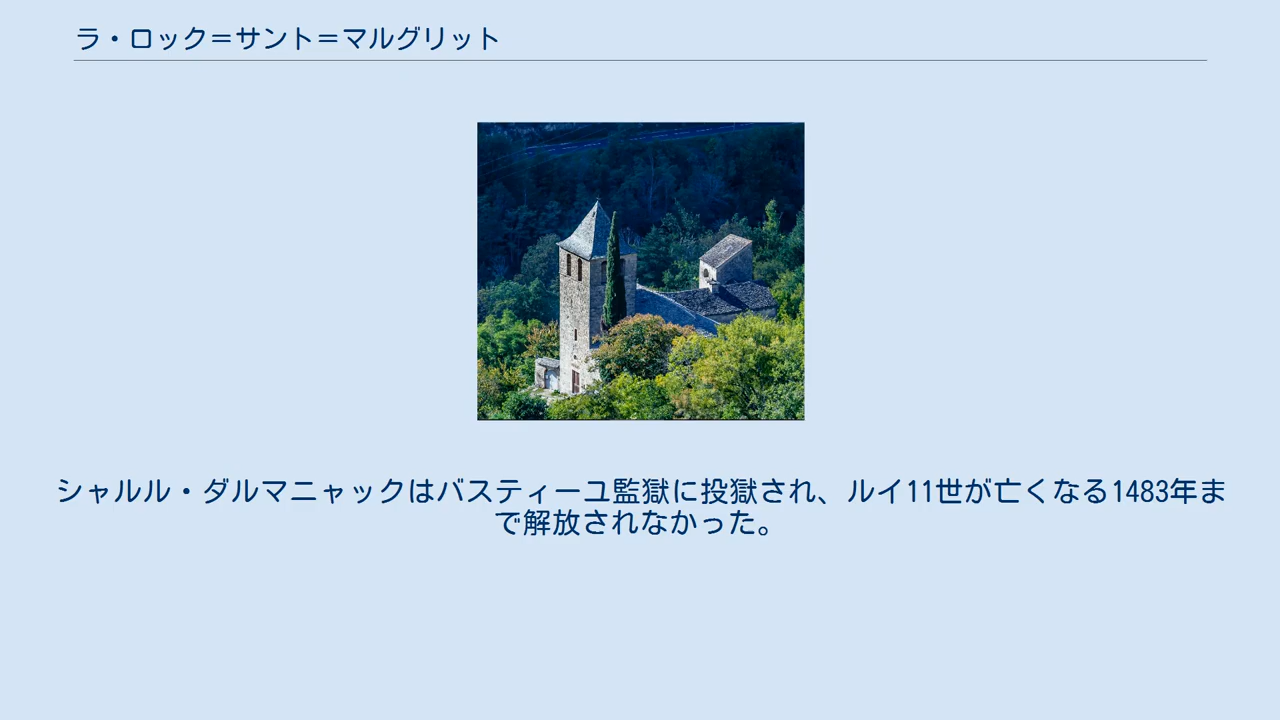 ラ・ロック＝サント＝マルグリット
シャルル・ダルマニャックはバスティーユ監獄に投獄され、ルイ11世が亡くなる1483年ま
で解放されなかった。